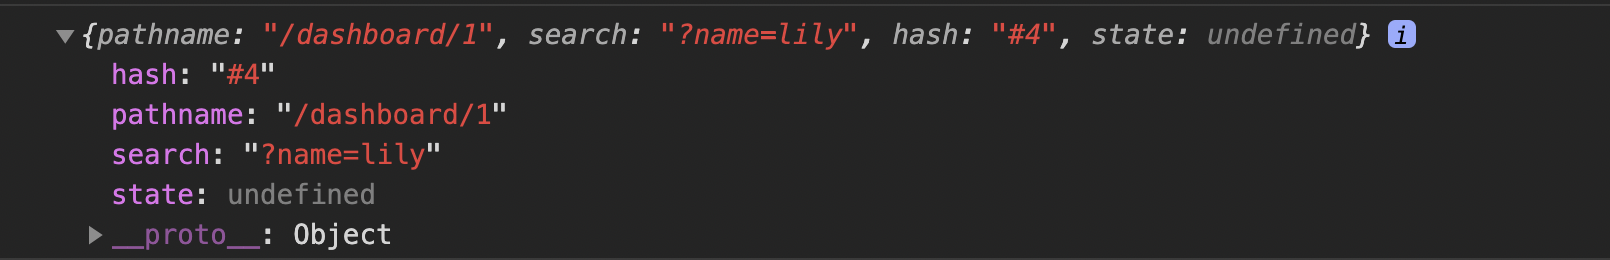 ▼{pathname: "/dashboard/1", search: "?name=lily", hash: "#4", state: undefined} i
hash: "#4"
pathname: "/dashboard/1"
search: "?name=lily"
state: undefined
▶__proto__: Object